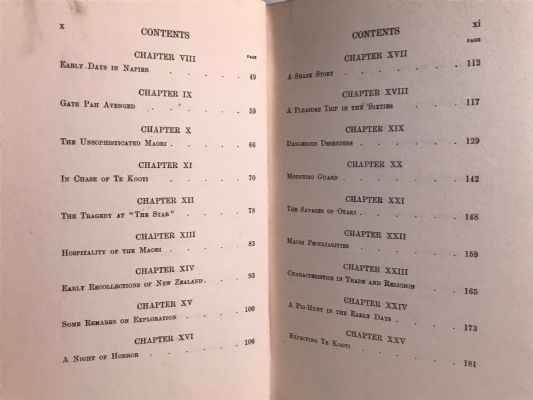 x
CONTENTS
CHAPTER VIII
PAGE
Early Days in Napier . . . . 49
CHAPTER IX
Gate Pah Avenged . . . . 59
CHAPTER X
The Unsophisticated Maori . . . . 66
CHAPTER XI
In Chase of Te Kooti . . . . 70
CHAPTER XII
The Tragedy at "The Star" . . . . 78
CHAPTER XIII
Hospitality of the Maori . . . . 83
CHAPTER XIV
Early Recollections of New Zealand . . . 93
CHAPTER XV
Some Remarks on Exploration . . . . 100
CHAPTER XVI
A Night of Horror . . . . . 106
CONTENTS
xi
CHAPTER XVII
PAGE
A Shark Story . . . . . 112
CHAPTER XVIII
A Pleasure Trip in the 'Sixties . . . . 117
CHAPTER XIX
Dangerous Deserters . . . . . 129
CHAPTER XX
Mounting Guard . . . . . 142
CHAPTER XXI
The Savages of Otaki . . . . . 148
CHAPTER XXII
Maori Peculiarities . . . . . 159
CHAPTER XXIII
Characteristics in Trade and Religion . . . 165
CHAPTER XXIV
A Pig-Hunt in the Early Days . . . . 173
CHAPTER XXV
Expecting Te Kooti . . . . . 181